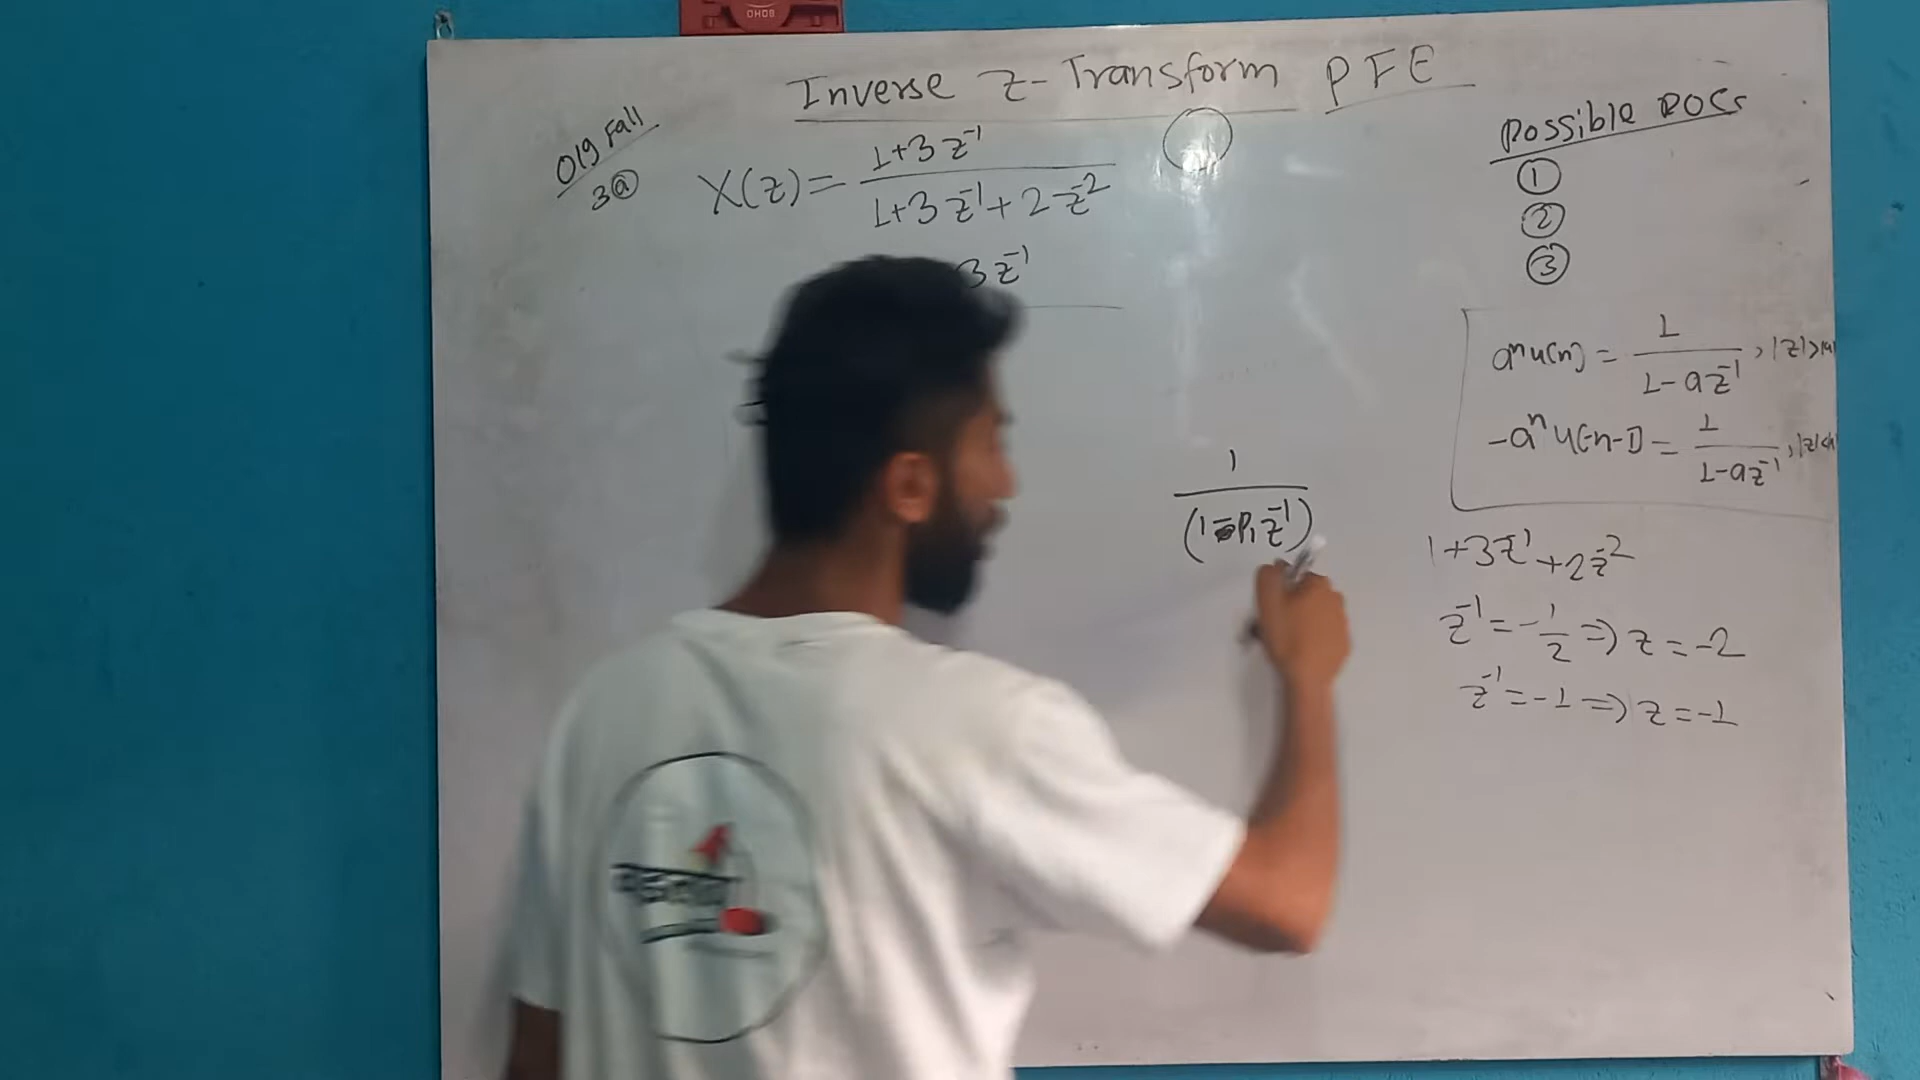 Inverse Z-Transform PFE
019 Fall
3ⓐ
X(z) = 1+3z⁻¹ / 1+3z⁻¹+2z⁻²
3z⁻¹
1 / (1-P₁z⁻¹)
Possible ROCs
①
②
③
aⁿu(n) = 1 / 1-az⁻¹ , |z|>|a|
-aⁿu(-n-1) = 1 / 1-az⁻¹ , |z|<
1+3z⁻¹+2z⁻²
z⁻¹ = -1/2 ⇒ z = -2
z⁻¹ = -1 ⇒ z = -1